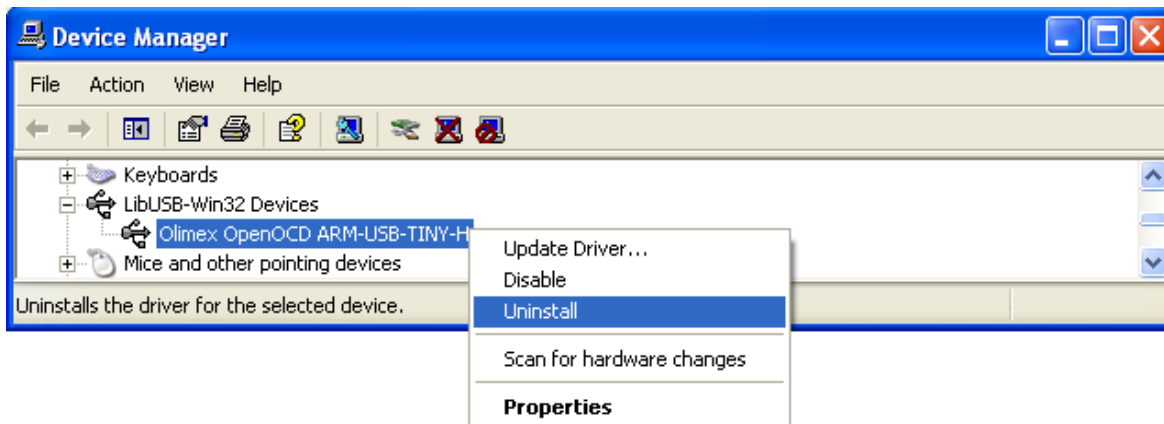 Device Manager
File Action View Help
Keyboards
LibUSB-Win32 Devices
Olimex OpenOCD ARM-USB-TINY-H
Mice and other pointing devices
Uninstalls the driver for the selected device.
Update Driver...
Disable
Uninstall
Scan for hardware changes
Properties